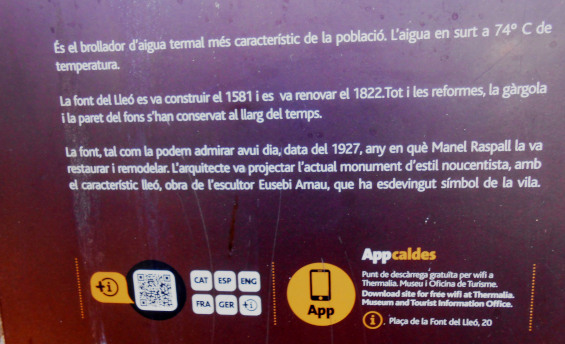 És el brollador d'aigua termal més característic de la població. L'aigua en surt a 74º C de
temperatura.
La font del Lleó es va construir el 1581 i es va renovar el 1822.Tot i les reformes, la gàrgola
i la paret del fons s'han conservat al llarg del temps.
La font, tal com la podem admirar avui dia, data del 1927, any en què Manel Raspall la va
restaurar i remodelar. L'arquitecte va projectar l'actual monument d'estil noucentista, amb
el característic lleó, obra de l'escultor Eusebi Arnau, que ha esdevingut símbol de la vila.
+i
CAT ESP ENG
FRA GER +i
App
Appcaldes
Punt de descàrrega gratuïta per wifi a
Thermalia. Museu i Oficina de Turisme.
Download site for free wifi at Thermalia.
Museum and Tourist Information Office.
i . Plaça de la Font del Lleó, 20